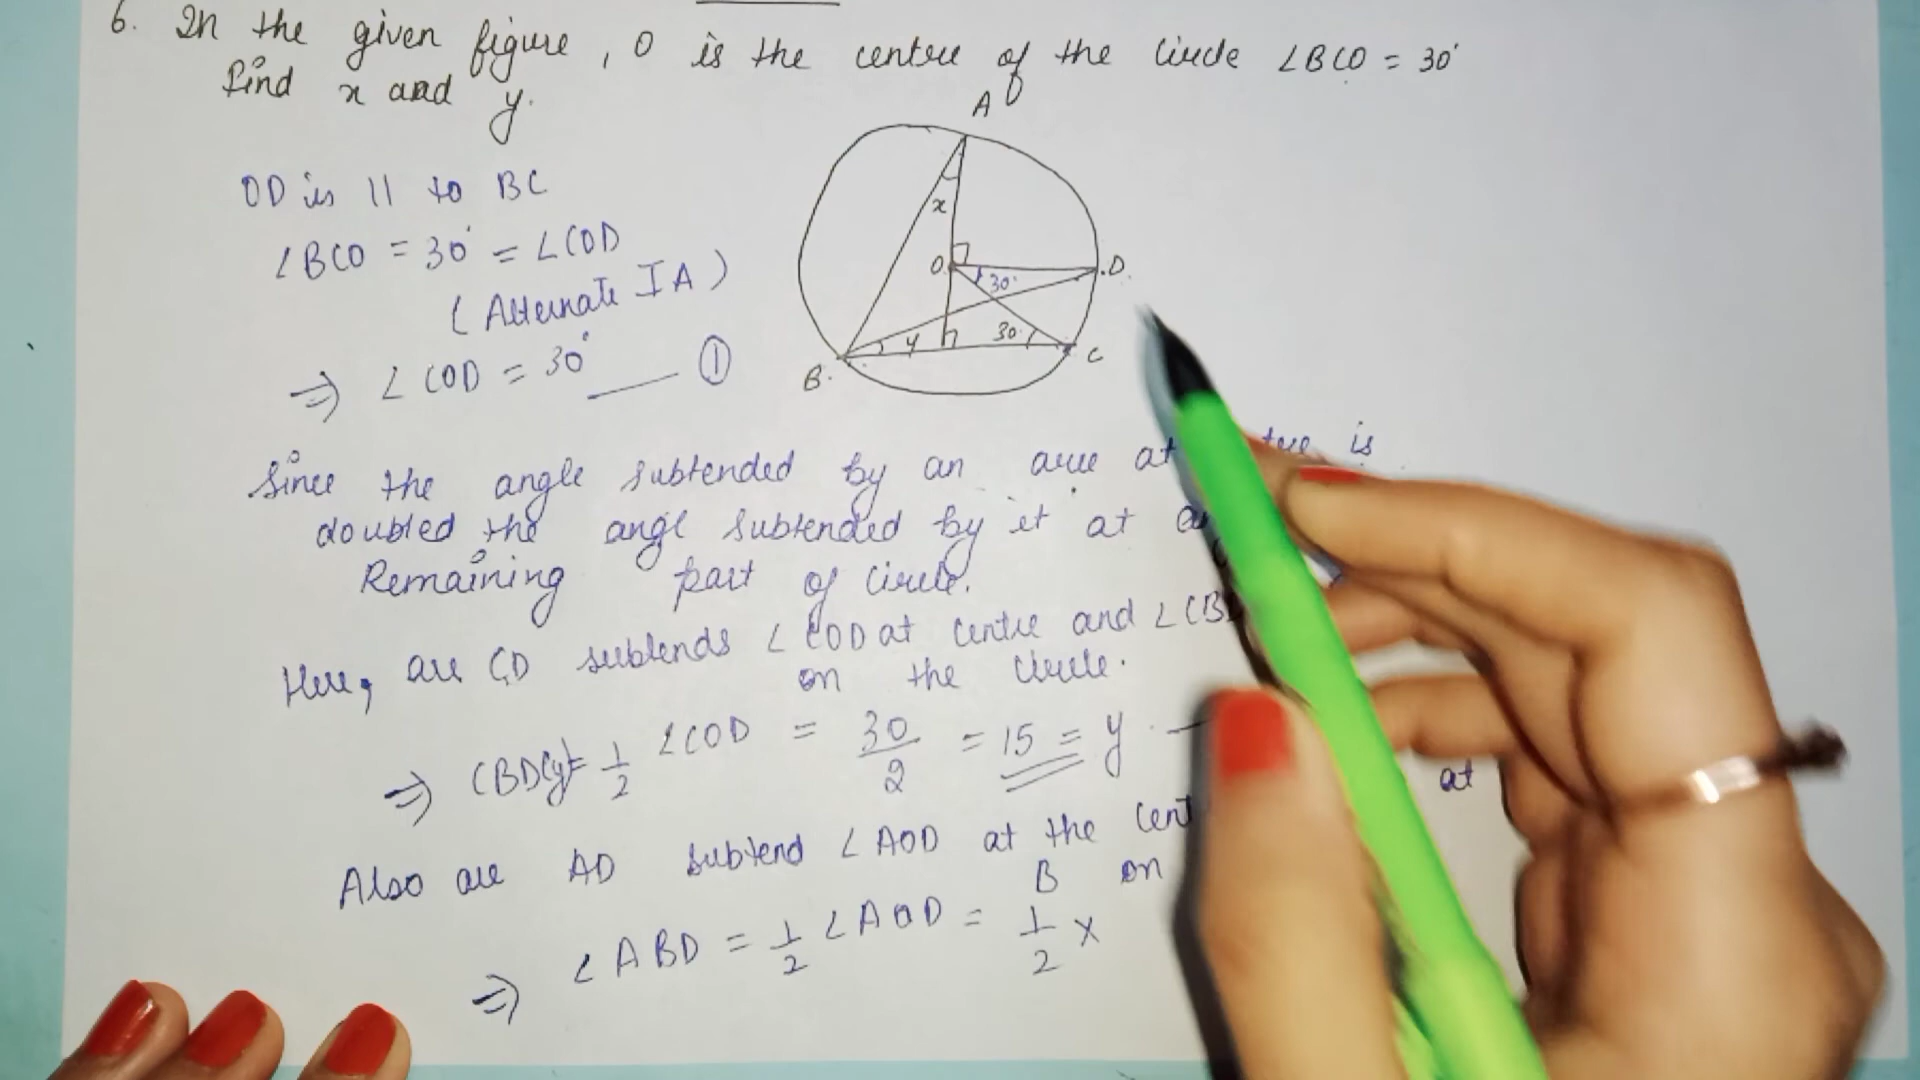 6. In the given figure, O is the centre of the circle ∠BCO = 30°
find x and y.
A
OD is || to BC
x
∠BCO = 30° = ∠COD
O
D.
30°
(Alternate IA)
y
30
C
⇒ ∠COD = 30° —— ①
B.
Since the angle subtended by an arc at is
doubled the angl subtended by it at
Remaining part of circle.
Here, arc CD subtends ∠COD at centre and
on the circle.
⇒ (BD(y)= 1/2 ∠COD = 30/2 = 15 = y —
Also arc AD subtend ∠AOD at the at
B on
⇒ ∠ABD = 1/2 ∠AOD = 1/2 ×